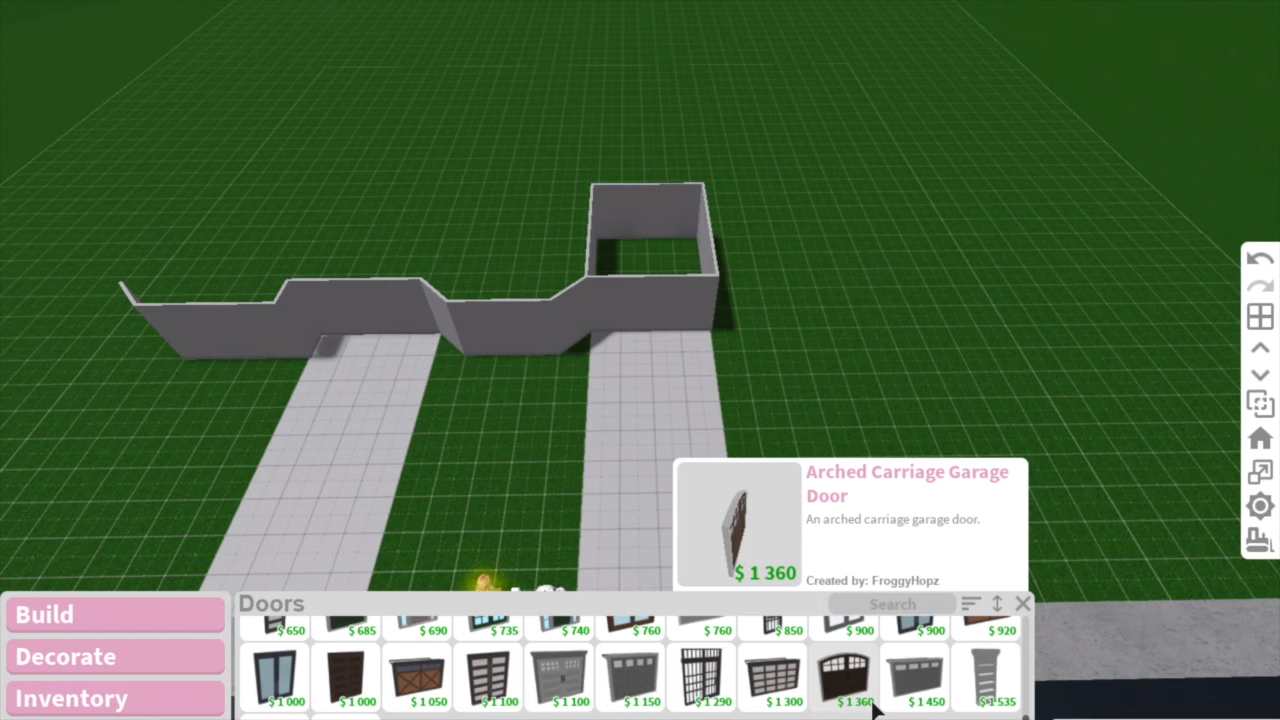 Arched Carriage Garage
Door
An arched carriage garage door.
$ 1 360
Created by: FroggyHopz
Build
Decorate
Inventory
Doors
Search
$ 650 $ 685 $ 690 $ 735 $ 740 $ 760 $ 760 $ 850 $ 900 $ 900 $ 920
$ 1 000 $ 1 000 $ 1 050 $ 1 100 $ 1 100 $ 1 150 $ 1 290 $ 1 300 $ 1 360 $ 1 450 $ 1 535